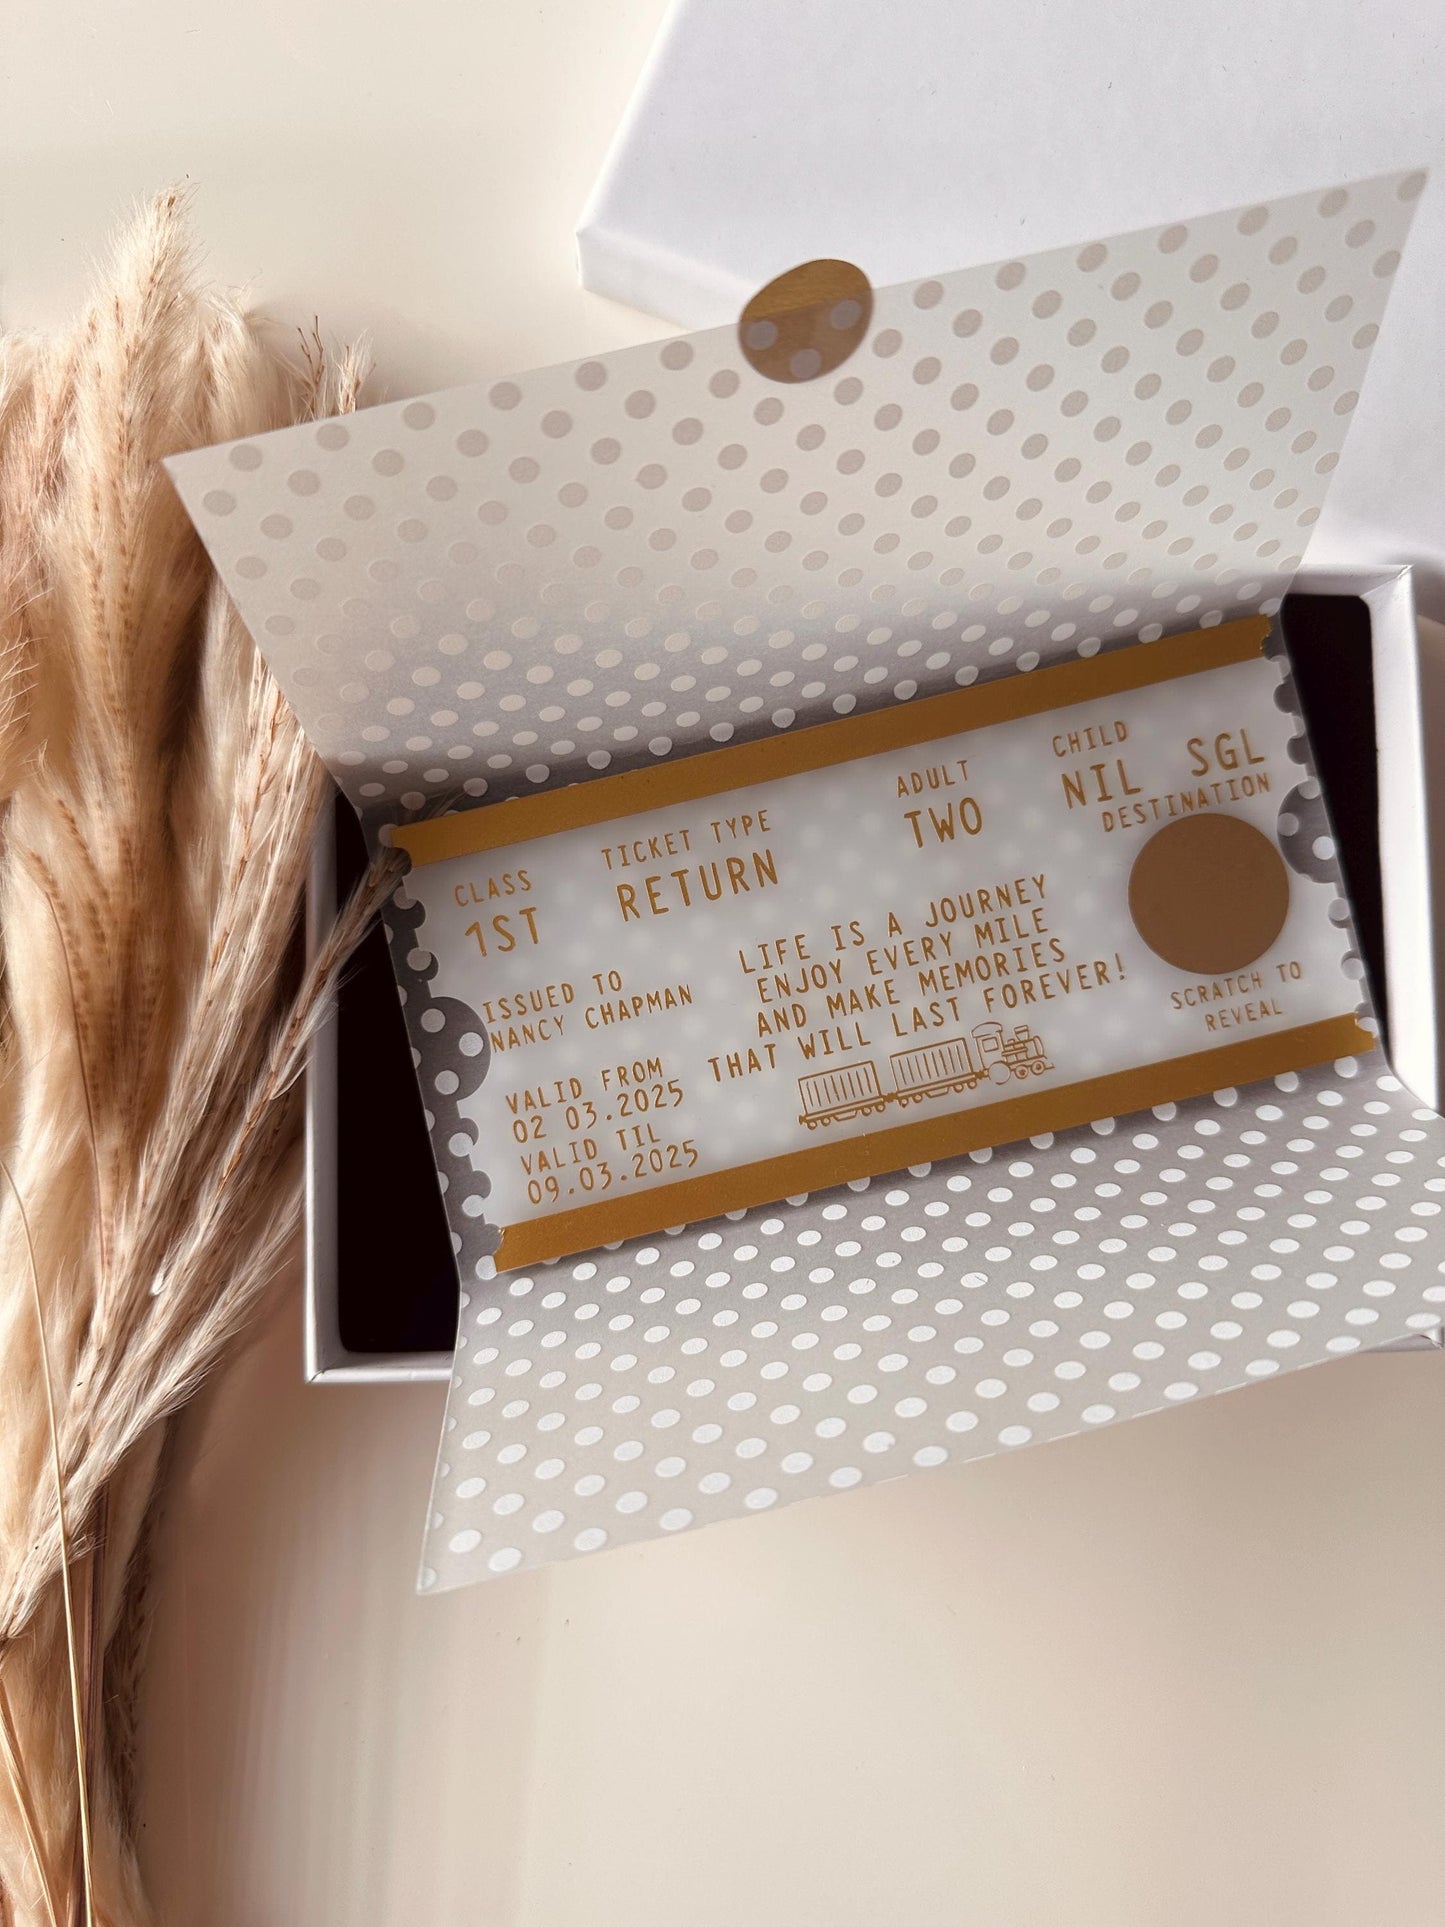 CLASS
1ST
TICKET TYPE
RETURN
ADULT
TWO
CHILD
NIL
SGL
DESTINATION
ISSUED TO
NANCY CHAPMAN
VALID FROM
02 03.2025
VALID TIL
09.03.2025
LIFE IS A JOURNEY
ENJOY EVERY MILE
AND MAKE MEMORIES
THAT WILL LAST FOREVER!
SCRATCH TO
REVEAL